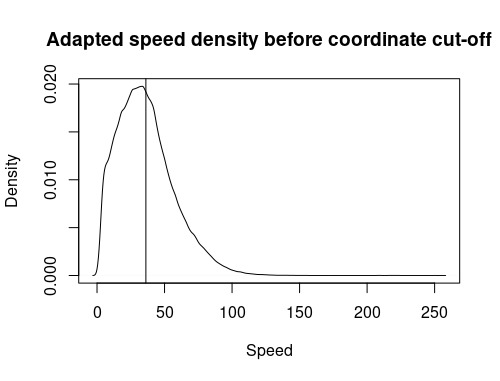 Adapted speed density before coordinate cut-off
Density
0.020
0.010
0.000
0 50 100 150 200 250
Speed